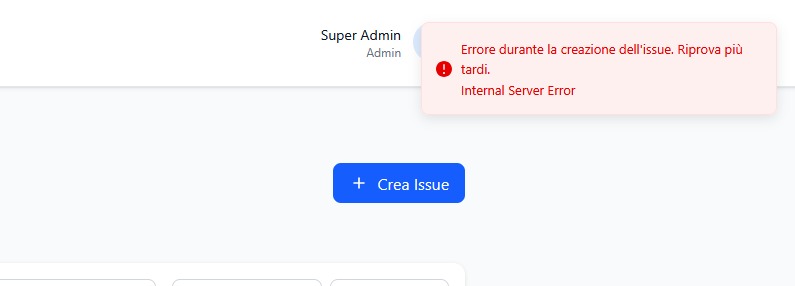 Super Admin
Admin
Errore durante la creazione dell'issue. Riprova più
tardi.
Internal Server Error
Crea Issue